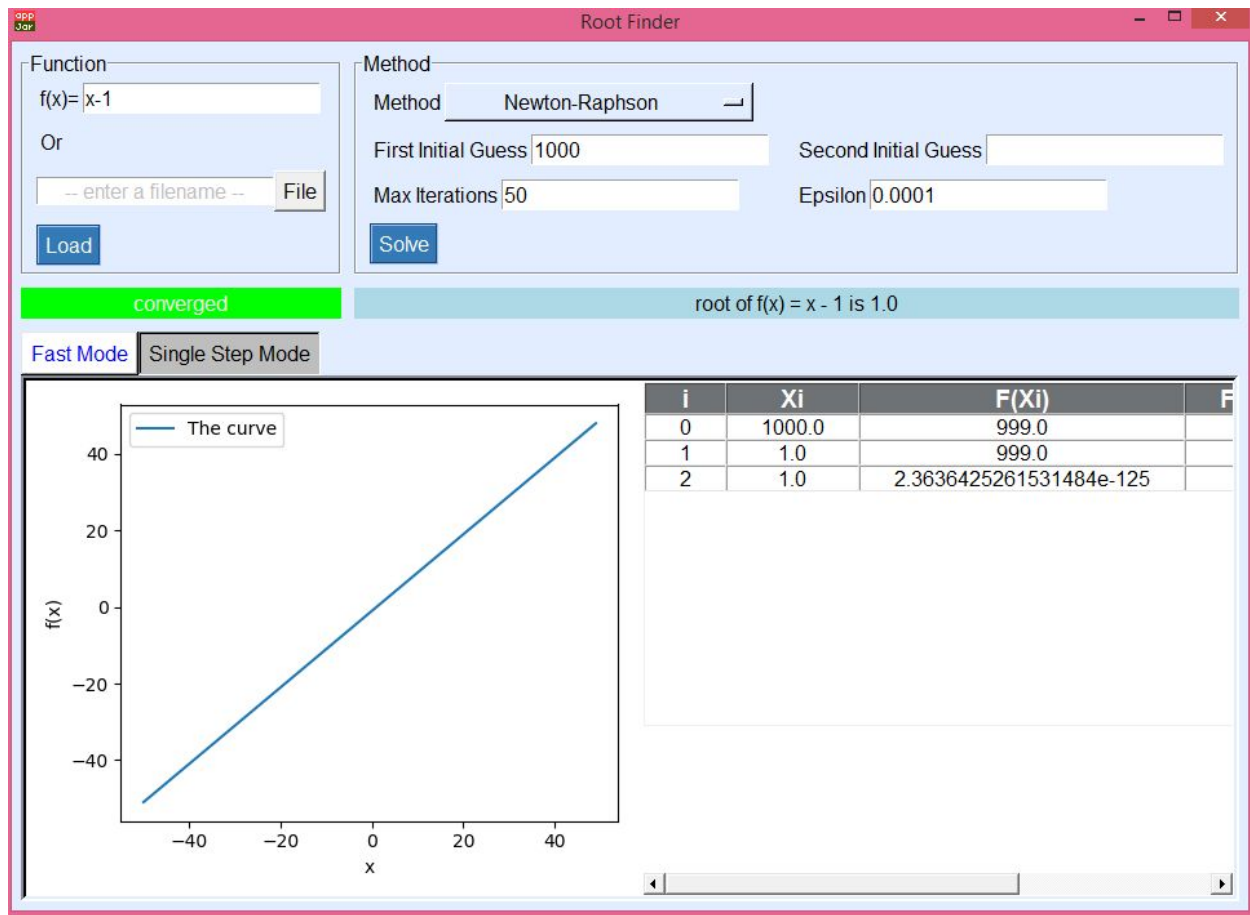 app
Jar
Root Finder
Function
f(x)= x-1
Or
-- enter a filename -- File
Load
Method
Method Newton-Raphson
First Initial Guess 1000 Second Initial Guess
Max Iterations 50 Epsilon 0.0001
Solve
converged
root of f(x) = x - 1 is 1.0
Fast Mode Single Step Mode
The curve
40
20
0
−20
−40
f(x)
−40 −20 0 20 40
x
i Xi F(Xi) F
0 1000.0 999.0
1 1.0 999.0
2 1.0 2.3636425261531484e-125